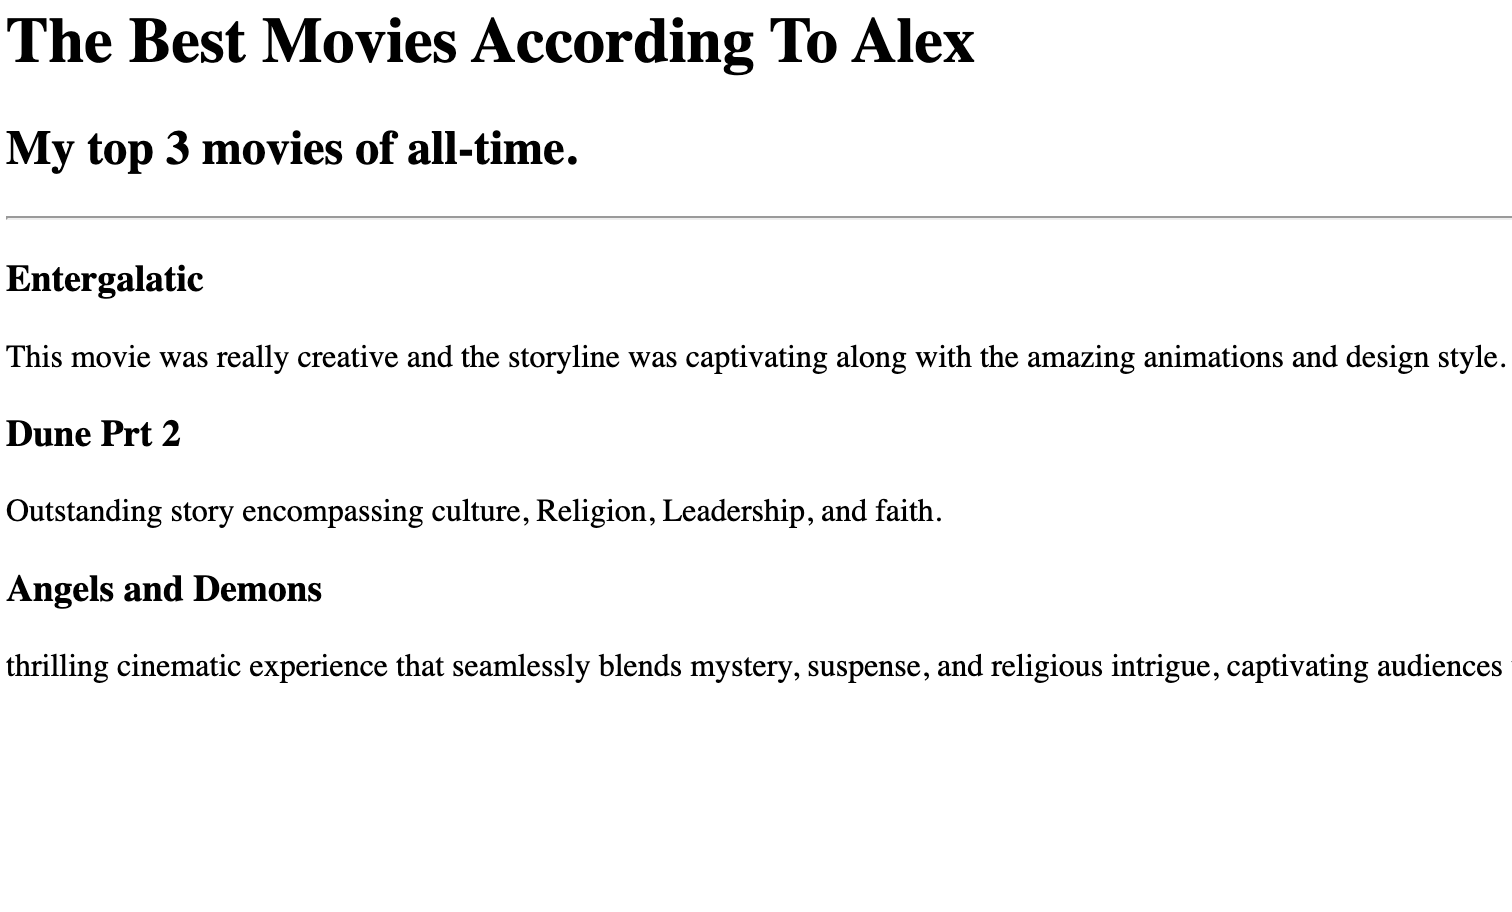 The Best Movies According To Alex
My top 3 movies of all-time.
Entergalatic
This movie was really creative and the storyline was captivating along with the amazing animations and design style.
Dune Prt 2
Outstanding story encompassing culture, Religion, Leadership, and faith.
Angels and Demons
thrilling cinematic experience that seamlessly blends mystery, suspense, and religious intrigue, captivating audiences